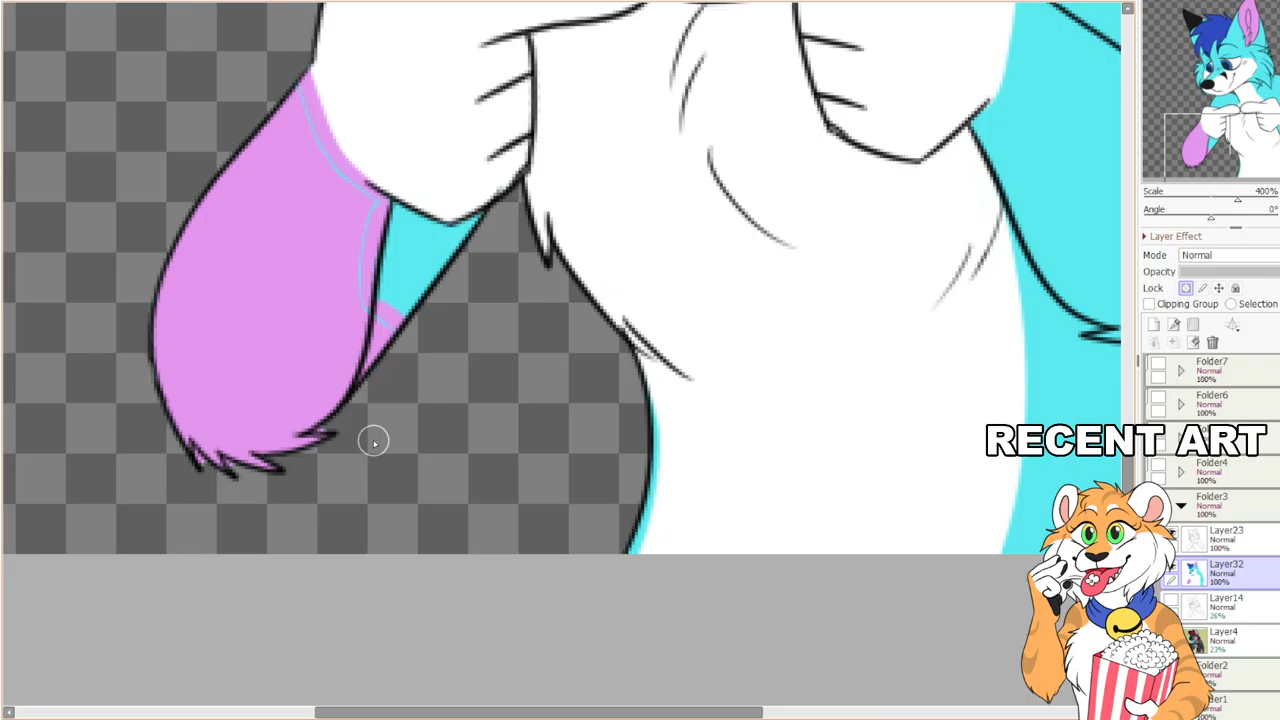 Scale
400%
Angle
0°
Layer Effect
Mode
Normal
Opacity
Lock
Clipping Group
Selection
Folder7
Normal
100%
Folder6
Normal
100%
RECENT ART
Folder4
Normal
100%
Folder3
Normal
100%
Layer23
Normal
100%
Layer32
Normal
100%
Layer14
Normal
26%
Layer4
Normal
23%
Folder2